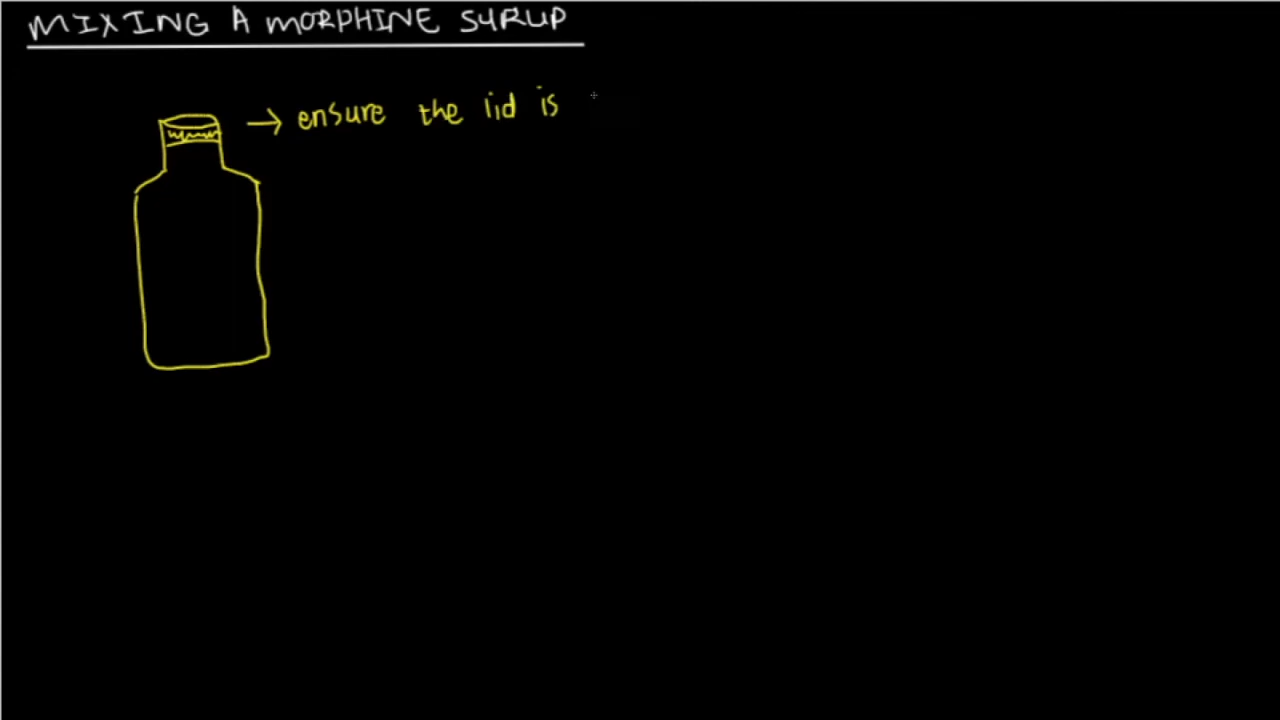 MIXING A MORPHINE SYRUP
→ ensure the lid is